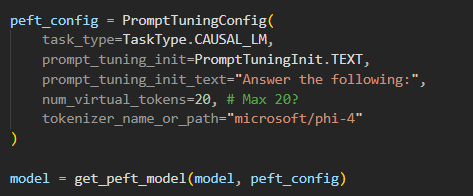 peft_config = PromptTuningConfig(
    task_type=TaskType.CAUSAL_LM,
    prompt_tuning_init=PromptTuningInit.TEXT,
    prompt_tuning_init_text="Answer the following:",
    num_virtual_tokens=20, # Max 20?
    tokenizer_name_or_path="microsoft/phi-4"
)
model = get_peft_model(model, peft_config)